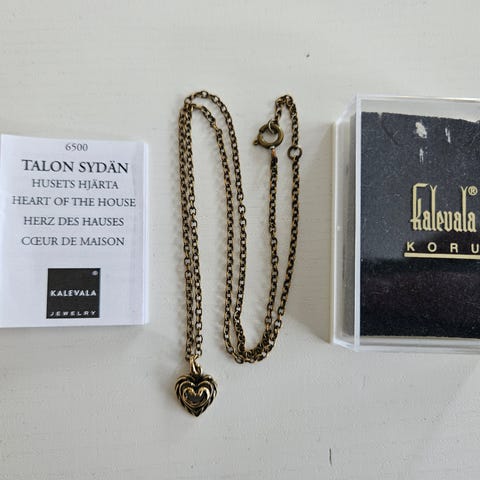 6500
TALON SYDÄN
HUSETS HJÄRTA
HEART OF THE HOUSE
HERZ DES HAUSES
CŒUR DE MAISON
®
KALEVALA
JEWELRY
Kalevala®
KORU